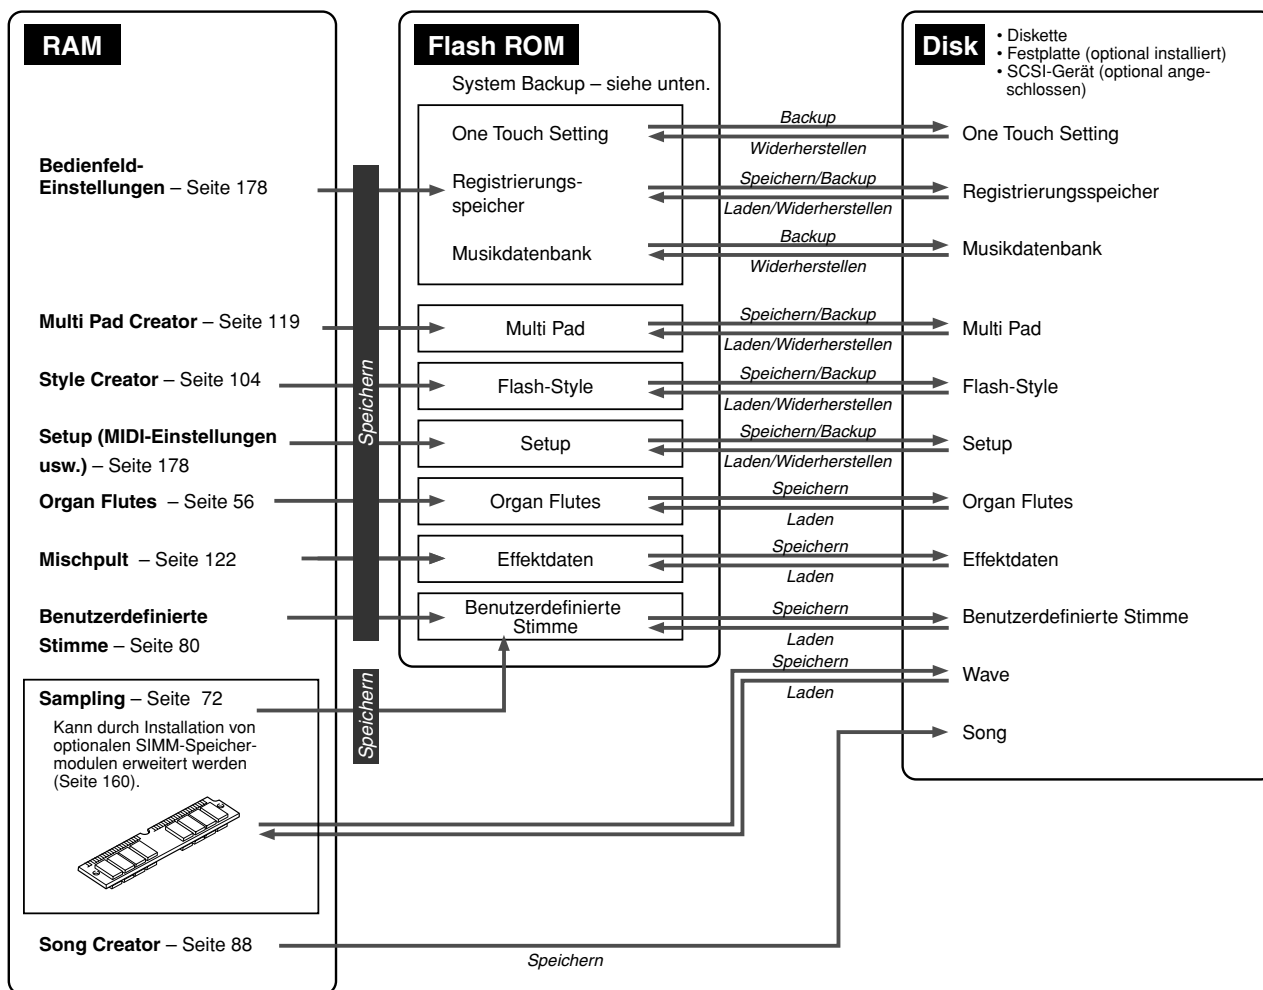 RAM
Bedienfeld-
Einstellungen – Seite 178
Multi Pad Creator – Seite 119
Style Creator – Seite 104
Setup (MIDI-Einstellungen
usw.) – Seite 178
Organ Flutes – Seite 56
Mischpult – Seite 122
Benutzerdefinierte
Stimme – Seite 80
Sampling – Seite 72
Kann durch Installation von
optionalen SIMM-Speicher-
modulen erweitert werden
(Seite 160).
Song Creator – Seite 88
Speichern
Speichern
Flash ROM
System Backup – siehe unten.
One Touch Setting
Registrierungs-
speicher
Musikdatenbank
Multi Pad
Flash-Style
Setup
Organ Flutes
Effektdaten
Benutzerdefinierte
Stimme
Backup
Widerherstellen
Speichern/Backup
Laden/Widerherstellen
Backup
Widerherstellen
Speichern/Backup
Laden/Widerherstellen
Speichern/Backup
Laden/Widerherstellen
Speichern/Backup
Laden/Widerherstellen
Speichern
Laden
Speichern
Laden
Speichern
Laden
Speichern
Laden
Speichern
Disk
• Diskette
• Festplatte (optional installiert)
• SCSI-Gerät (optional ange-
schlossen)
One Touch Setting
Registrierungsspeicher
Musikdatenbank
Multi Pad
Flash-Style
Setup
Organ Flutes
Effektdaten
Benutzerdefinierte Stimme
Wave
Song